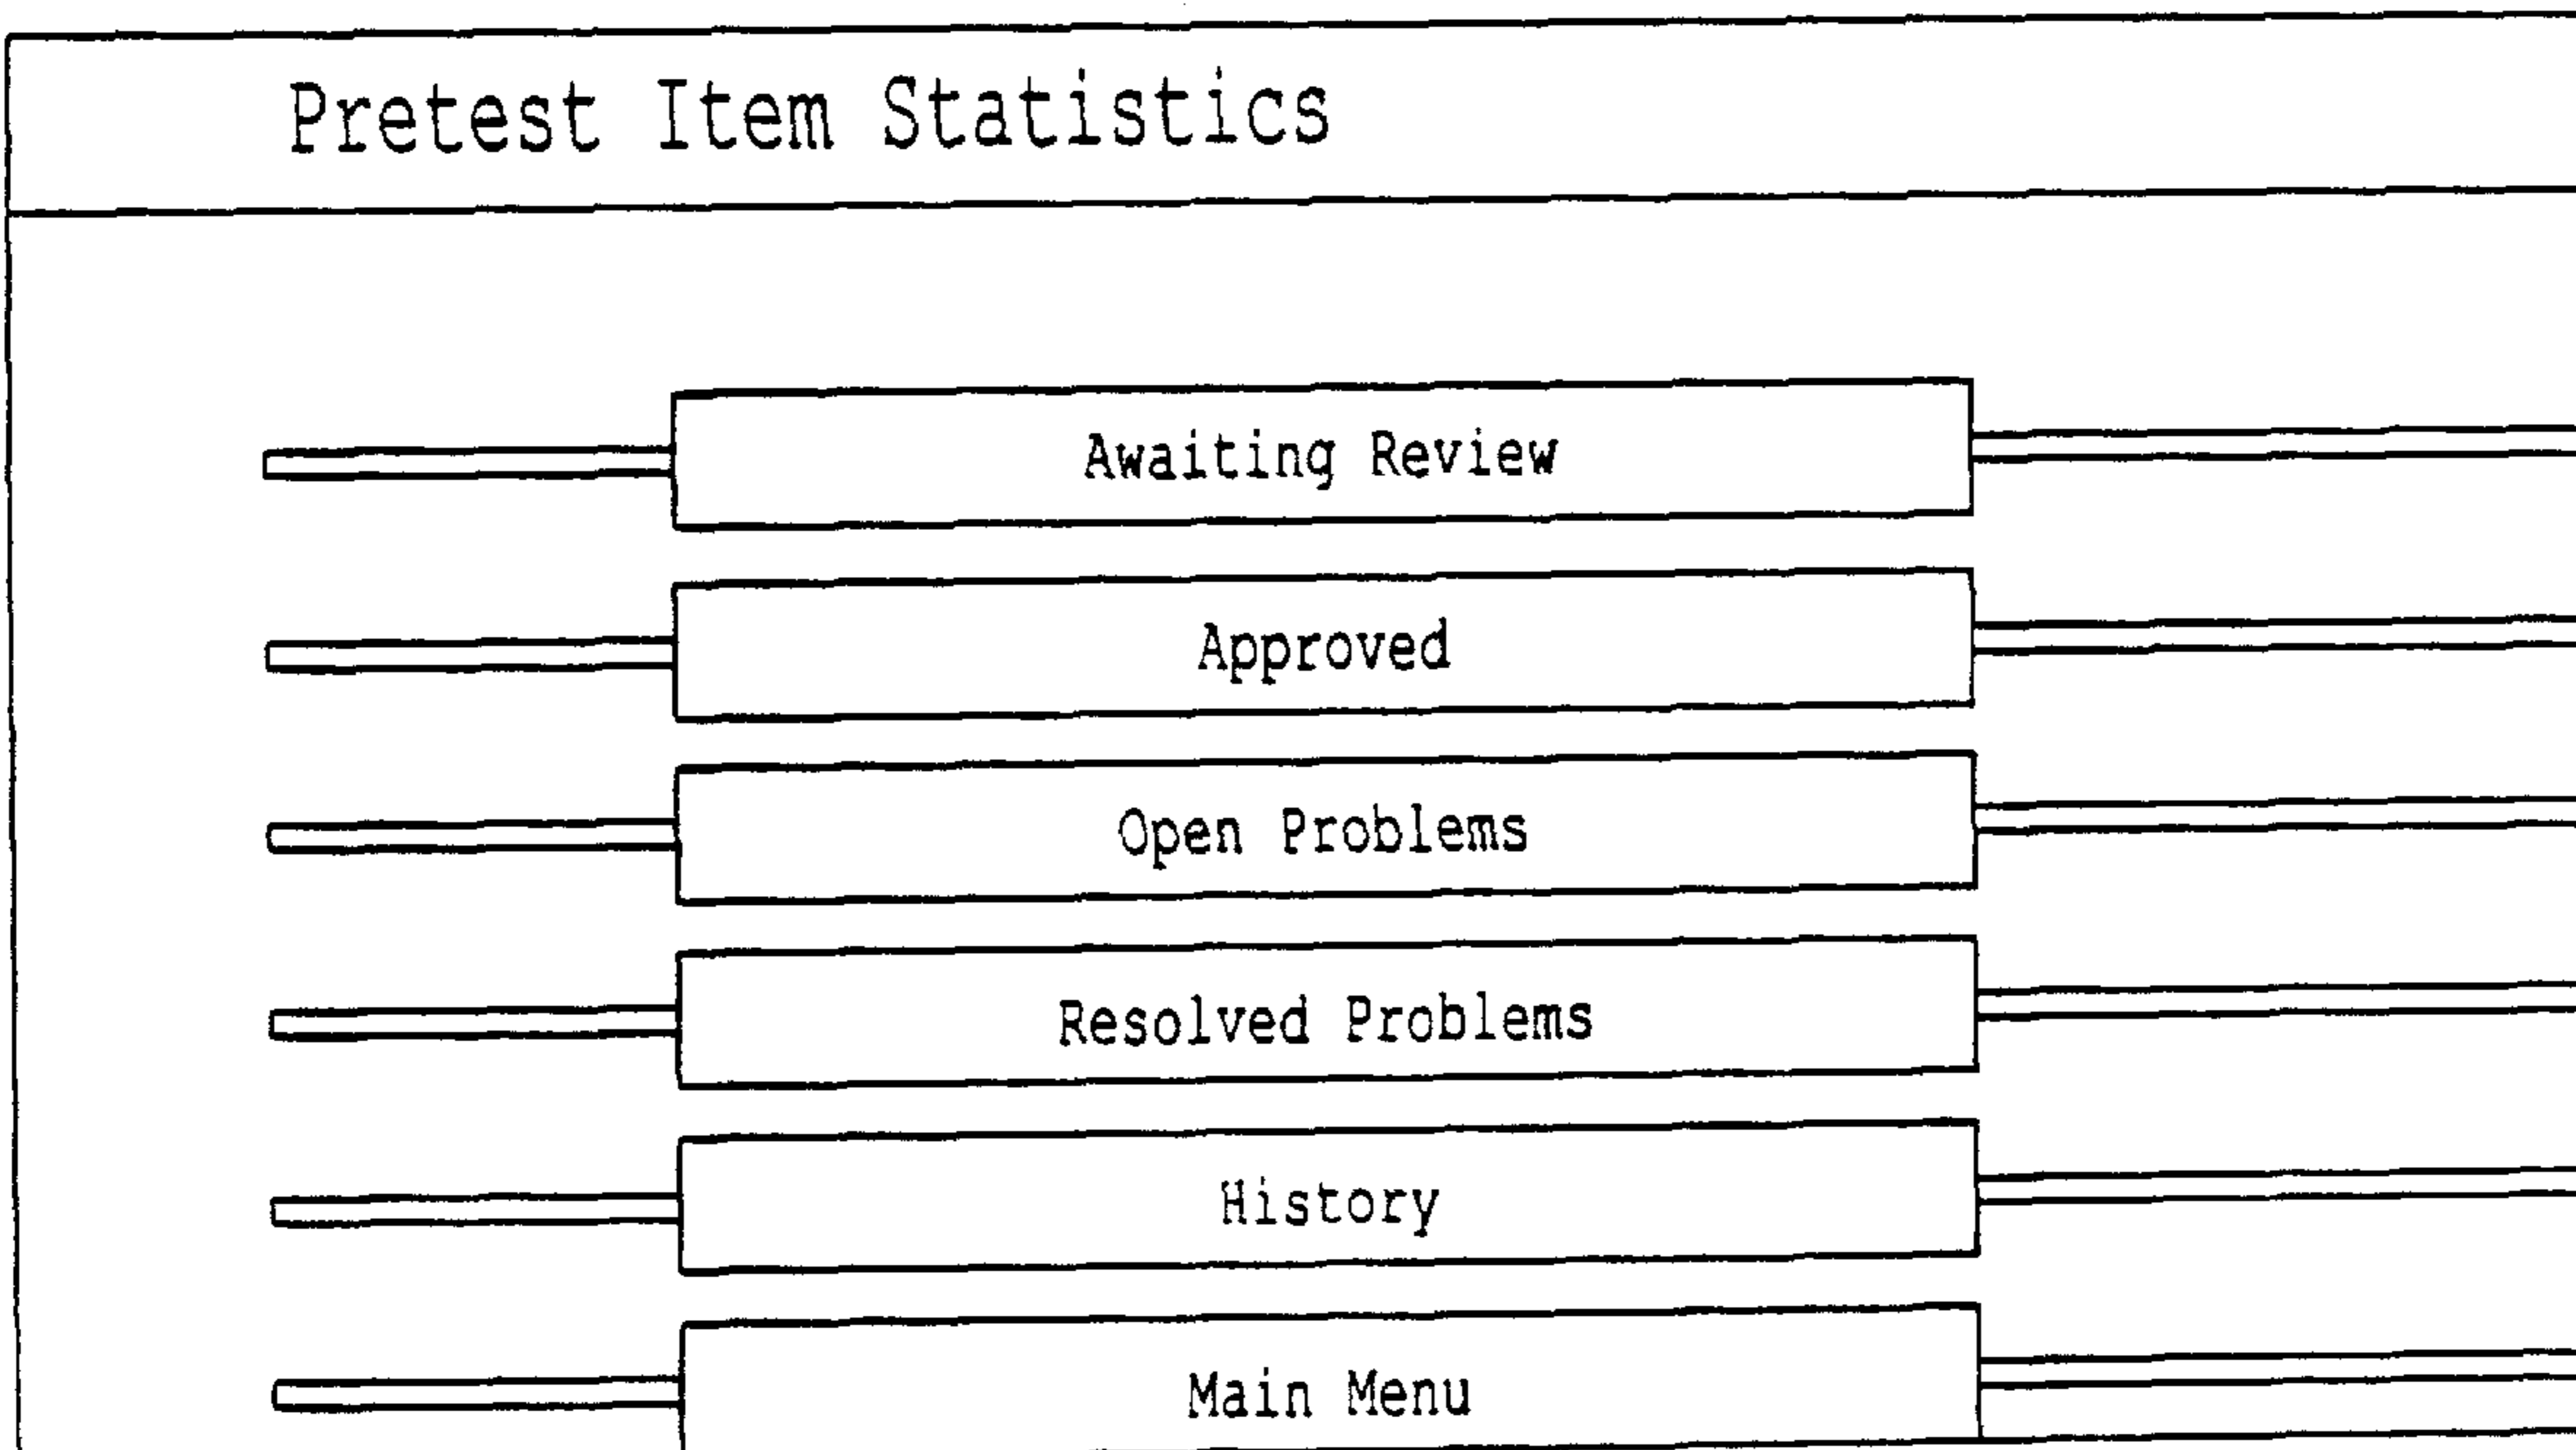 Pretest Item Statistics
Awaiting Review
Approved
Open Problems
Resolved Problems
History
Main Menu